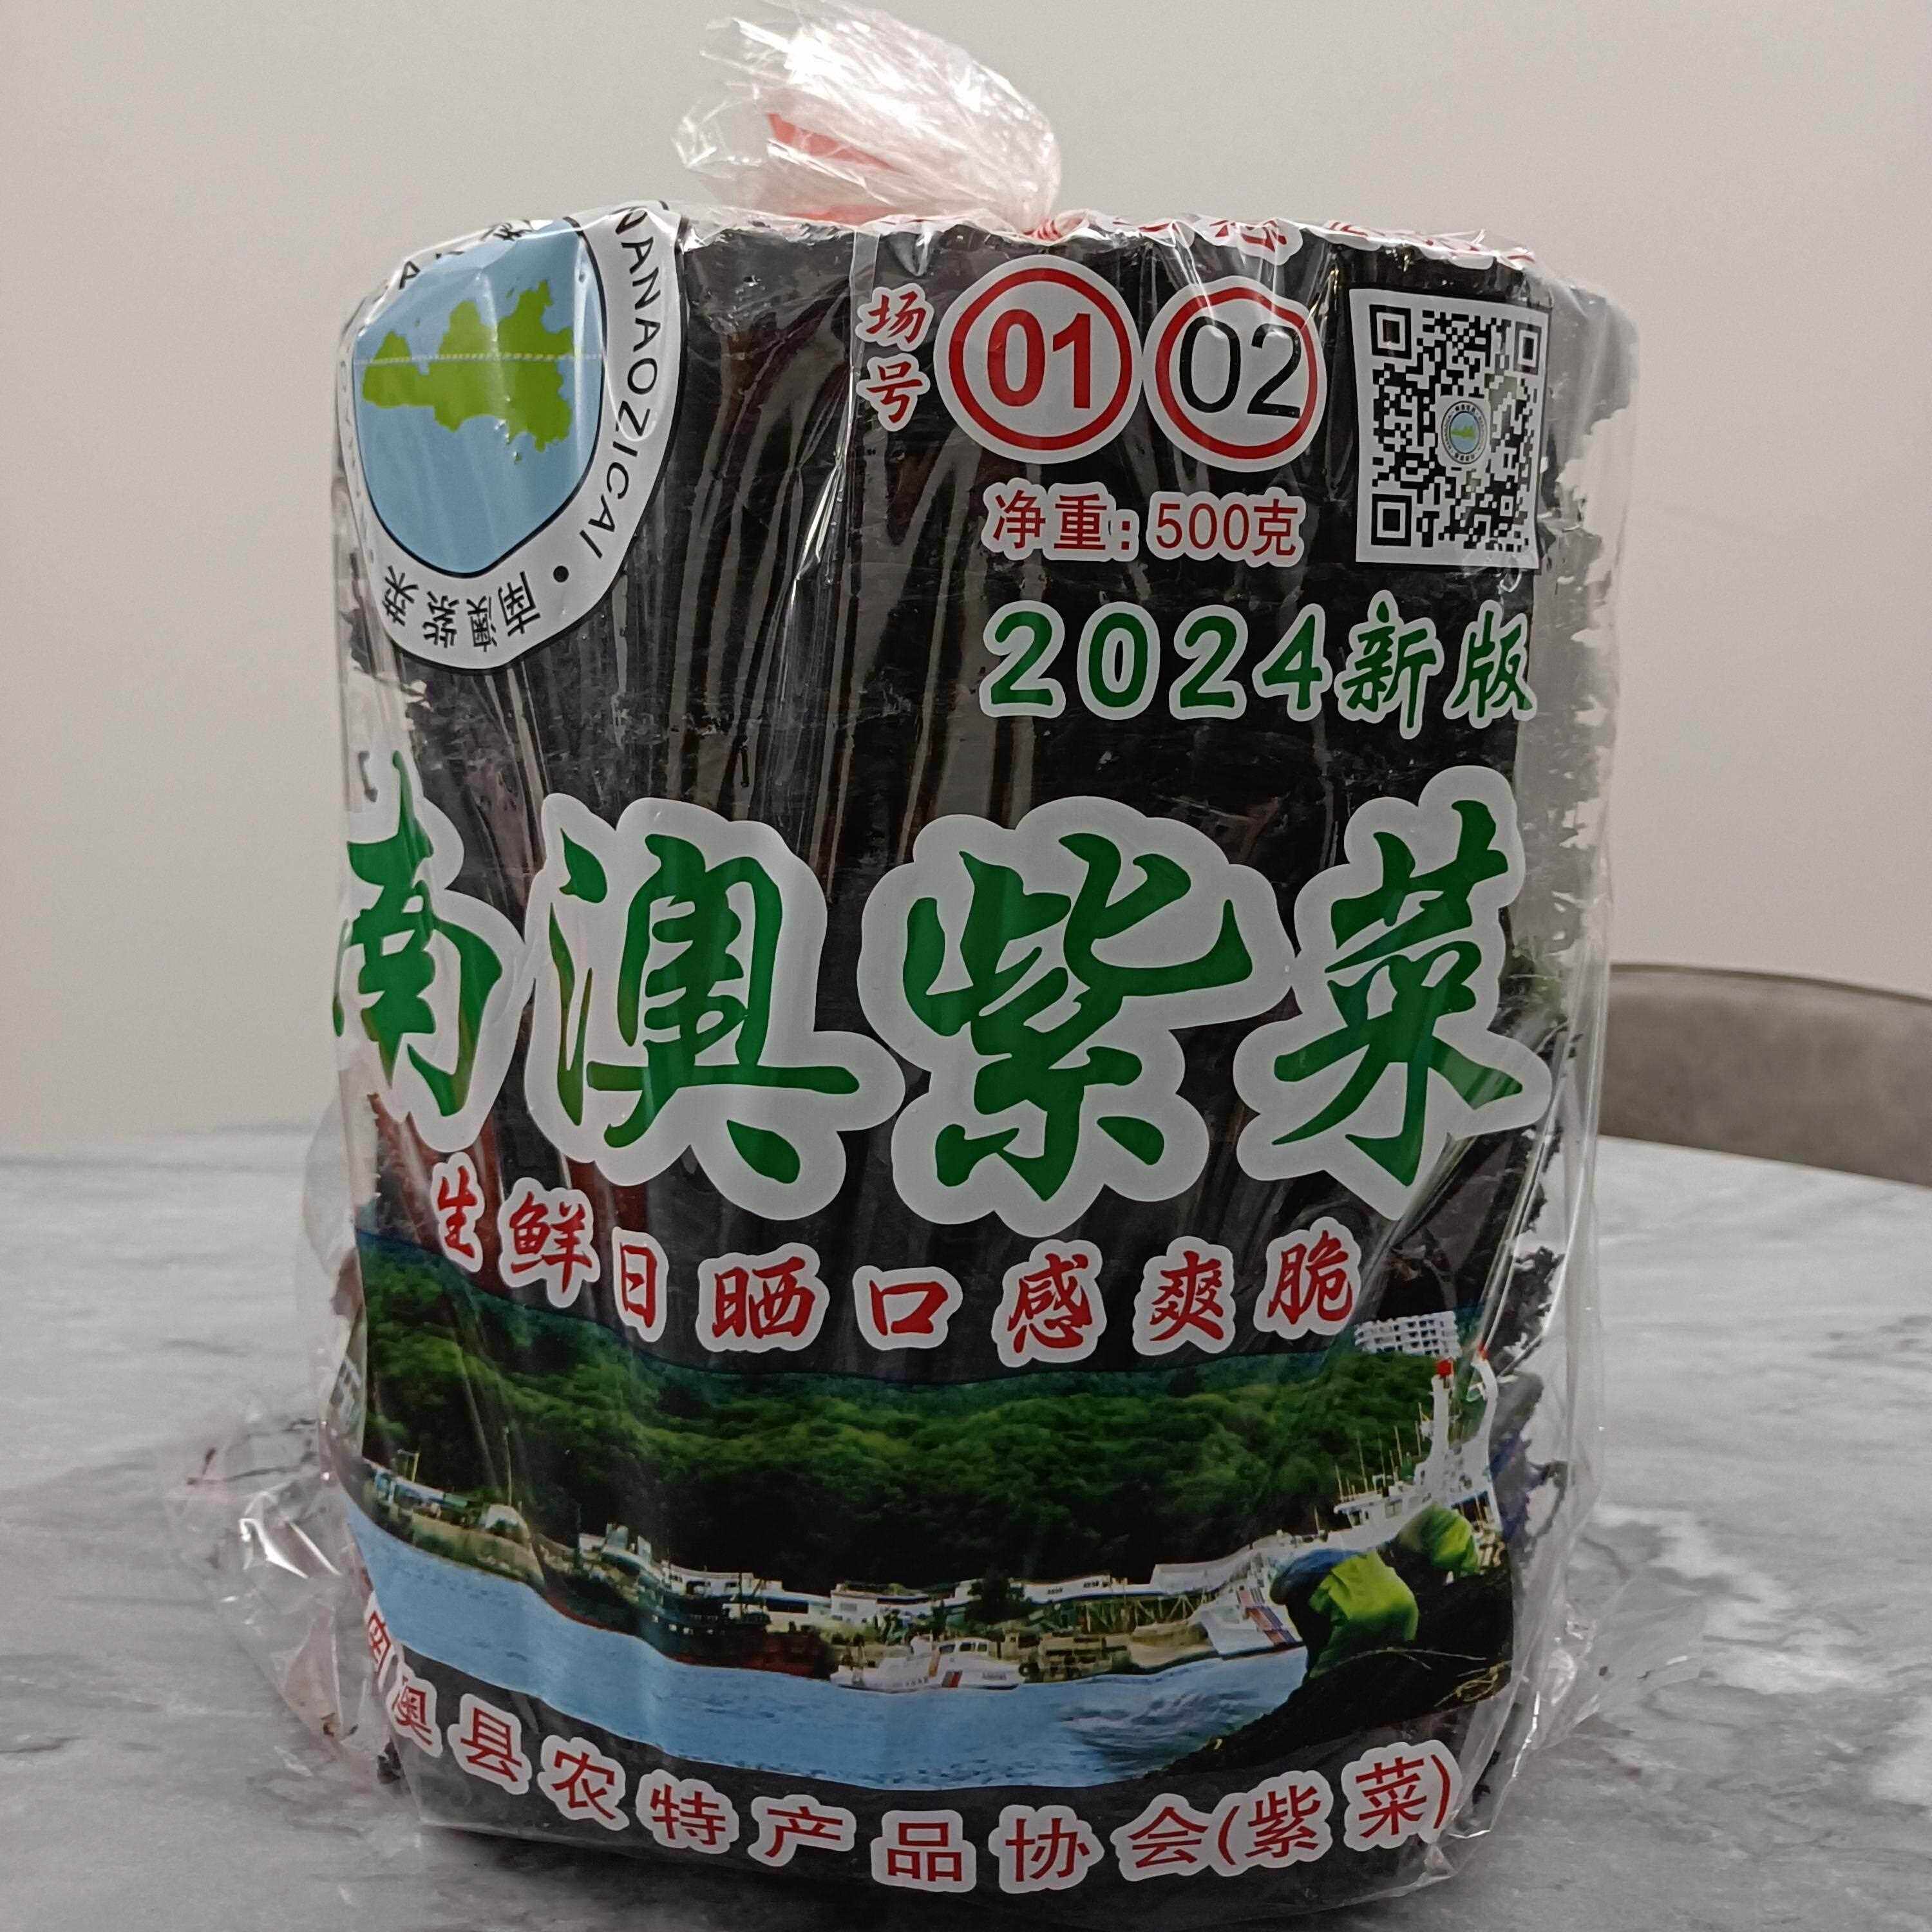 NANAOZICAI
南澳紫菜
场号 01 02
净重: 500克
2024新版
南澳紫菜
生鲜日晒口感爽脆
南澳县农特产品协会(紫菜)